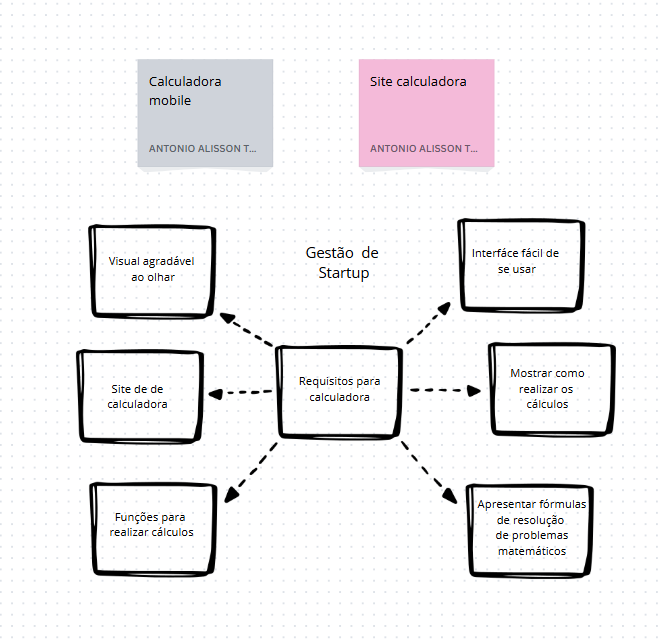 Calculadora
mobile
ANTONIO ALISSON T...
Site calculadora
ANTONIO ALISSON T...
Gestão de
Startup
Visual agradável
ao olhar
Interfáce fácil de
se usar
Site de de
calculadora
Requisitos para
calculadora
Mostrar como
realizar os
cálculos
Funções para
realizar cálculos
Apresentar fórmulas
de resolução
de problemas
matemáticos